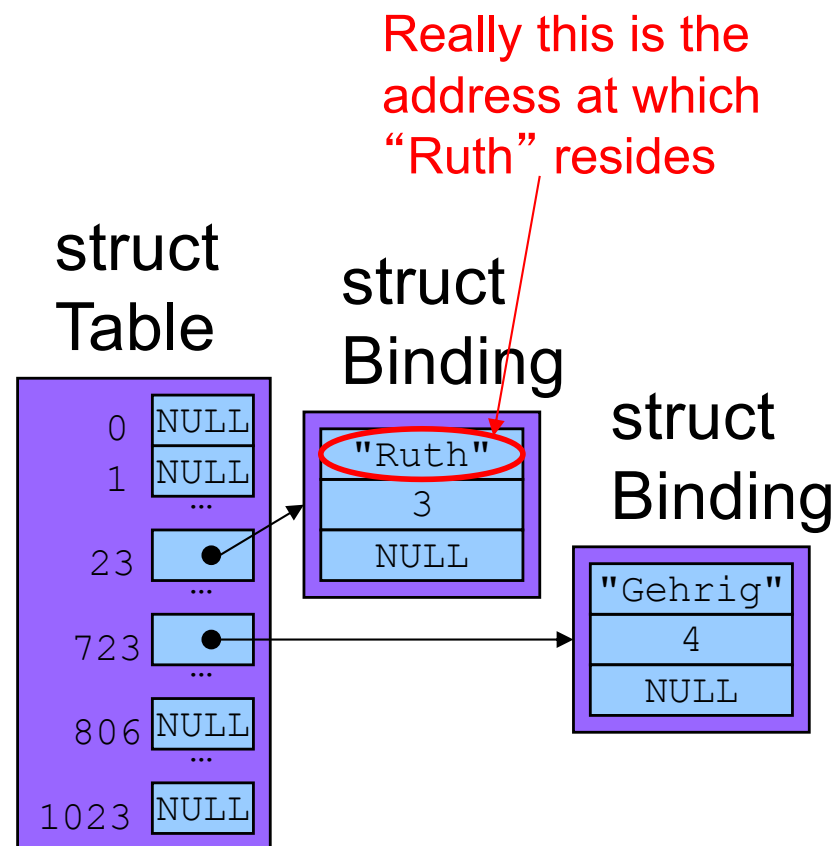 Really this is the
address at which
“Ruth” resides
struct
Table
struct
Binding
struct
Binding
0 NULL
1 NULL
...
23
...
723
...
806 NULL
...
1023 NULL
"Ruth"
3
NULL
"Gehrig"
4
NULL